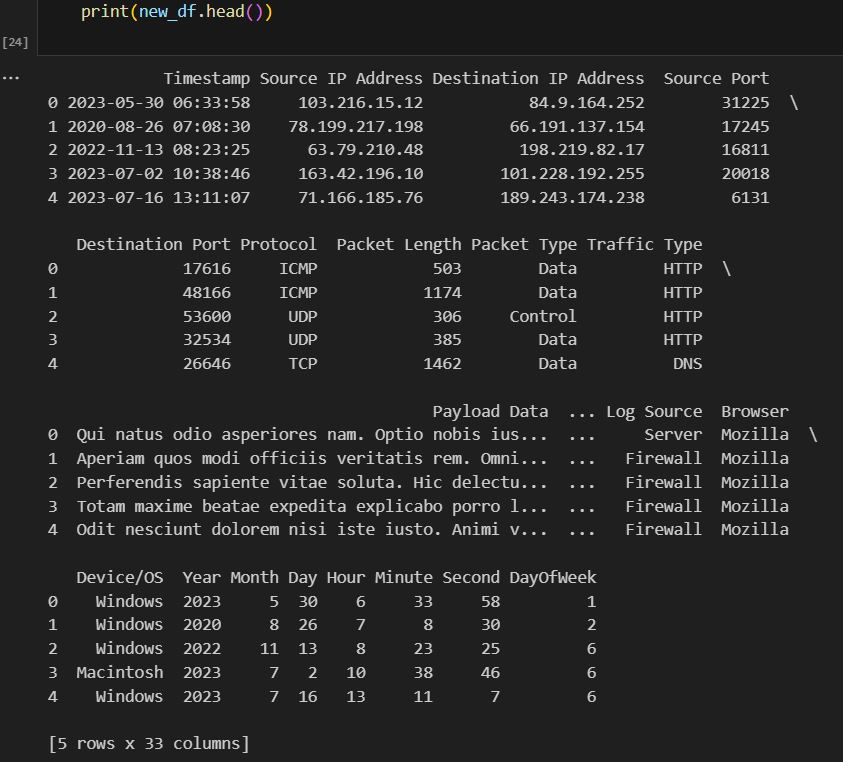 print(new_df.head())
[24]
...
Timestamp Source IP Address Destination IP Address  Source Port
0 2023-05-30 06:33:58     103.216.15.12           84.9.164.252        31225  \
1 2020-08-26 07:08:30    78.199.217.198         66.191.137.154        17245
2 2022-11-13 08:23:25      63.79.210.48          198.219.82.17        16811
3 2023-07-02 10:38:46     163.42.196.10        101.228.192.255        20018
4 2023-07-16 13:11:07     71.166.185.76        189.243.174.238         6131
Destination Port Protocol  Packet Length Packet Type Traffic Type
0             17616     ICMP            503        Data         HTTP  \
1             48166     ICMP           1174        Data         HTTP
2             53600      UDP            306     Control         HTTP
3             32534      UDP            385        Data         HTTP
4             26646      TCP           1462        Data          DNS
Payload Data  ... Log Source  Browser
0  Qui natus odio asperiores nam. Optio nobis ius...  ...     Server  Mozilla  \
1  Aperiam quos modi officiis veritatis rem. Omni...  ...   Firewall  Mozilla
2  Perferendis sapiente vitae soluta. Hic delectu...  ...   Firewall  Mozilla
3  Totam maxime beatae expedita explicabo porro l...  ...   Firewall  Mozilla
4  Odit nesciunt dolorem nisi iste iusto. Animi v...  ...   Firewall  Mozilla
Device/OS  Year Month Day Hour Minute Second DayOfWeek
0    Windows  2023     5  30    6     33     58         1
1    Windows  2020     8  26    7      8     30         2
2    Windows  2022    11  13    8     23     25         6
3  Macintosh  2023     7   2   10     38     46         6
4    Windows  2023     7  16   13     11      7         6
[5 rows x 33 columns]